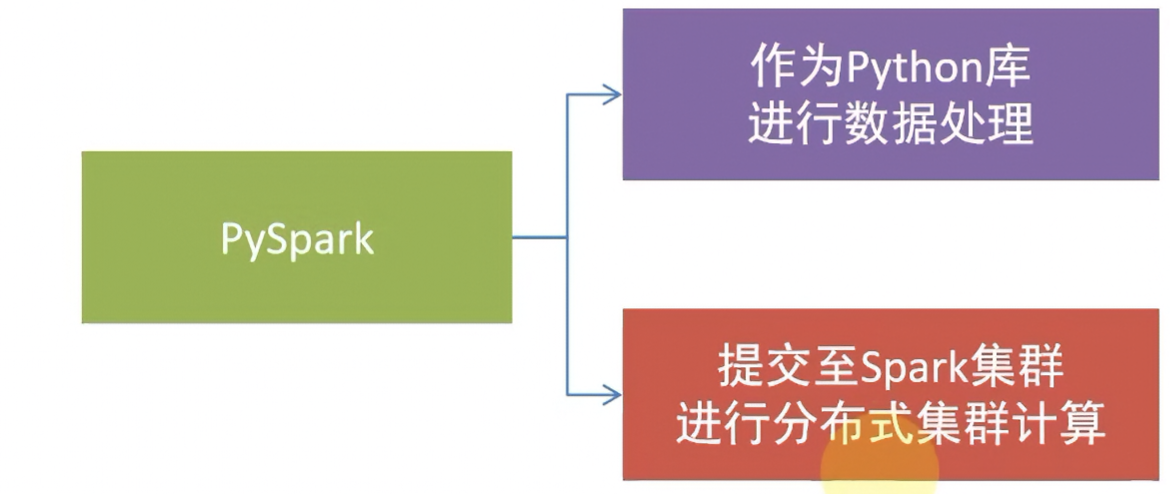 PySpark
作为Python库
进行数据处理
提交至Spark集群
进行分布式集群计算